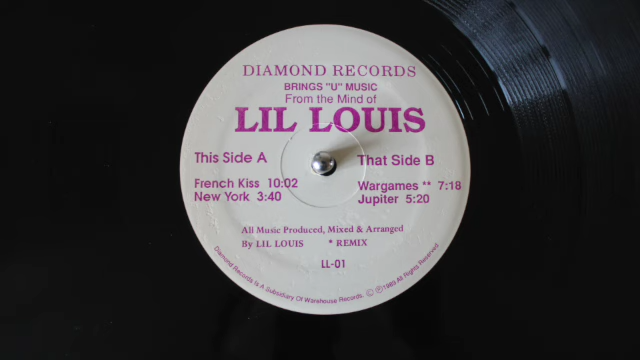 DIAMOND RECORDS
BRINGS "U" MUSIC
From the Mind of
LIL LOUIS
This Side A
French Kiss 10:02
New York 3:40
That Side B
Wargames ** 7:18
Jupiter 5:20
All Music Produced, Mixed & Arranged
By LIL LOUIS * REMIX
LL-01
Diamond Records Is A Subsidiary Of Warehouse Records. © ℗ 1989 All Rights Reserved